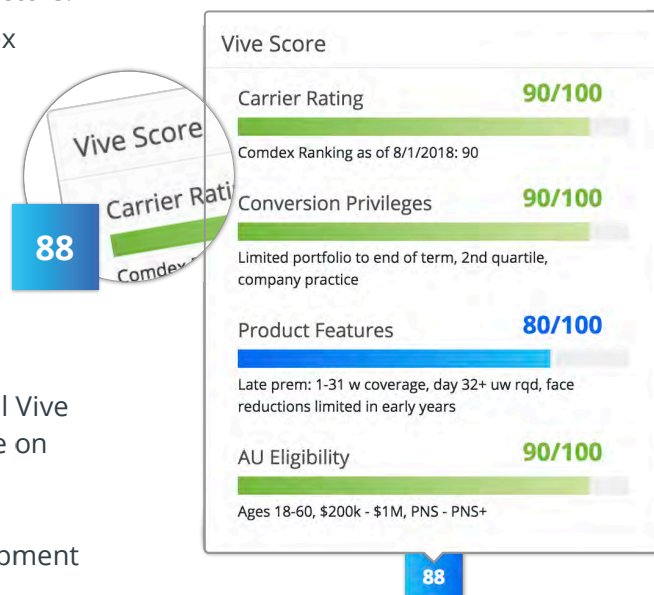 ex
Vive Score
Carrier Rati
Comdex
88
l Vive
e on
pment
Vive Score
Carrier Rating 90/100
Comdex Ranking as of 8/1/2018: 90
Conversion Privileges 90/100
Limited portfolio to end of term, 2nd quartile,
company practice
Product Features 80/100
Late prem: 1-31 w coverage, day 32+ uw rqd, face
reductions limited in early years
AU Eligibility 90/100
Ages 18-60, $200k - $1M, PNS - PNS+
88